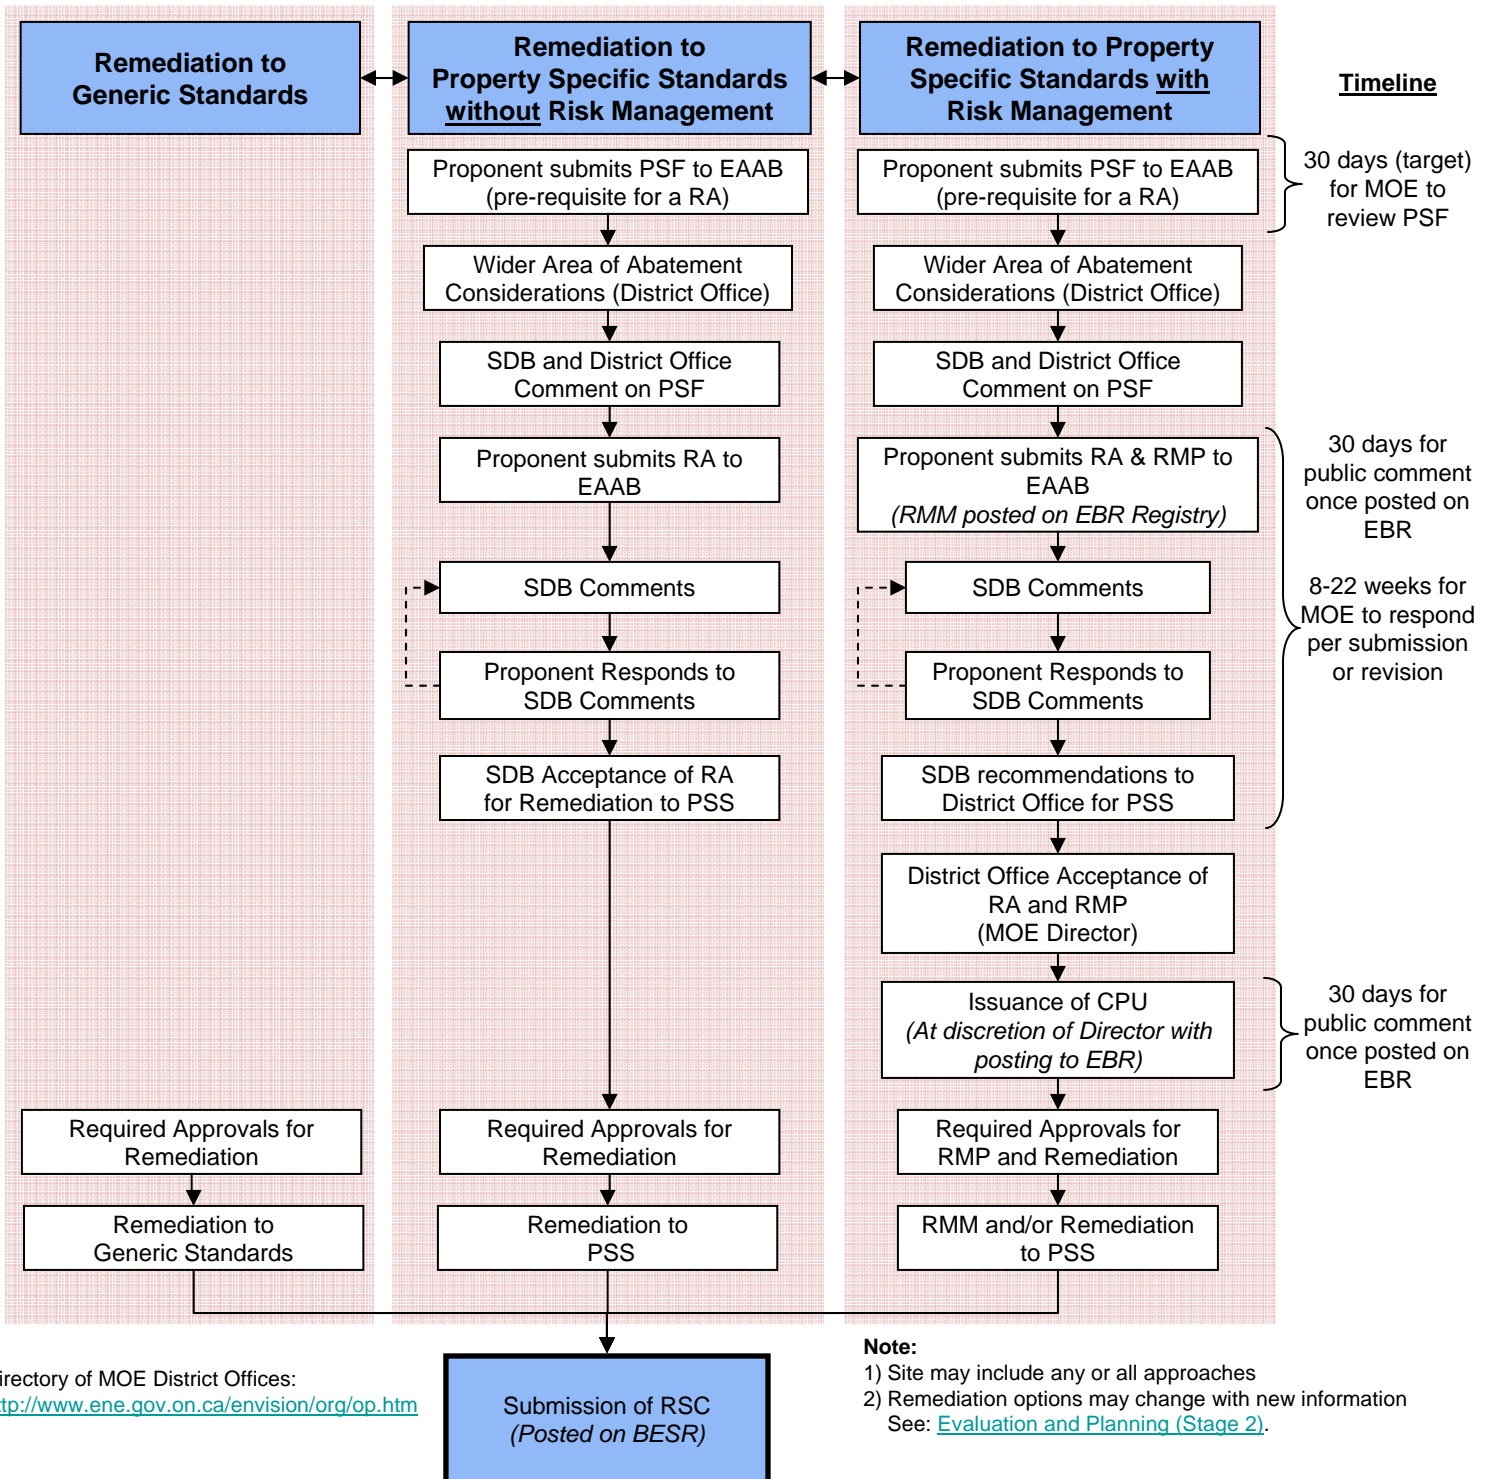 Remediation to
Generic Standards
Remediation to
Property Specific Standards
without Risk Management
Remediation to Property
Specific Standards with
Risk Management
Timeline
Proponent submits PSF to EAAB
(pre-requisite for a RA)
Proponent submits PSF to EAAB
(pre-requisite for a RA)
30 days (target)
for MOE to
review PSF
Wider Area of Abatement
Considerations (District Office)
Wider Area of Abatement
Considerations (District Office)
SDB and District Office
Comment on PSF
SDB and District Office
Comment on PSF
Proponent submits RA to
EAAB
Proponent submits RA & RMP to
EAAB
(RMM posted on EBR Registry)
30 days for
public comment
once posted on
EBR
SDB Comments
SDB Comments
8-22 weeks for
MOE to respond
per submission
or revision
Proponent Responds to
SDB Comments
Proponent Responds to
SDB Comments
SDB Acceptance of RA
for Remediation to PSS
SDB recommendations to
District Office for PSS
District Office Acceptance of
RA and RMP
(MOE Director)
Issuance of CPU
(At discretion of Director with
posting to EBR)
30 days for
public comment
once posted on
EBR
Required Approvals for
Remediation
Required Approvals for
Remediation
Required Approvals for
RMP and Remediation
Remediation to
Generic Standards
Remediation to
PSS
RMM and/or Remediation
to PSS
irectory of MOE District Offices:
ttp://www.ene.gov.on.ca/envision/org/op.htm
Submission of RSC
(Posted on BESR)
Note:
1) Site may include any or all approaches
2) Remediation options may change with new information
See: Evaluation and Planning (Stage 2).